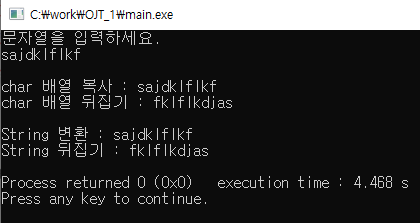 C:\work\OJT_1\main.exe
문자열을 입력하세요.
sajdklflkf
char 배열 복사 : sajdklflkf
char 배열 뒤집기 : fklflkdjas
String 변환 : sajdklflkf
String 뒤집기 : fklflkdjas
Process returned 0 (0x0)   execution time : 4.468 s
Press any key to continue.